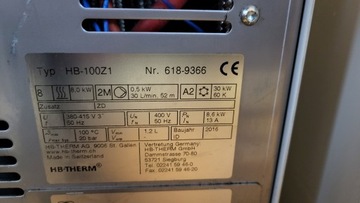 Typ HB-100Z1 Nr. 618-9366 CE
8 8,0 kW 2M 0,5 kW 30 L/min. 52 m A2 30 kW 60 K
Zusatz ZD
380-415 V 3~ 50 Hz 400 V 50 Hz 8,6 kW 13 A
100 °C 20 bar 1,2 L Baujahr 2016
HB-THERM AG, 9006 St. Gallen
www.hb-therm.ch
Made in Switzerland
HB-THERM®
Vertretung Germany:
HB-THERM GmbH
Dammstrasse 70-80
53721 Siegburg